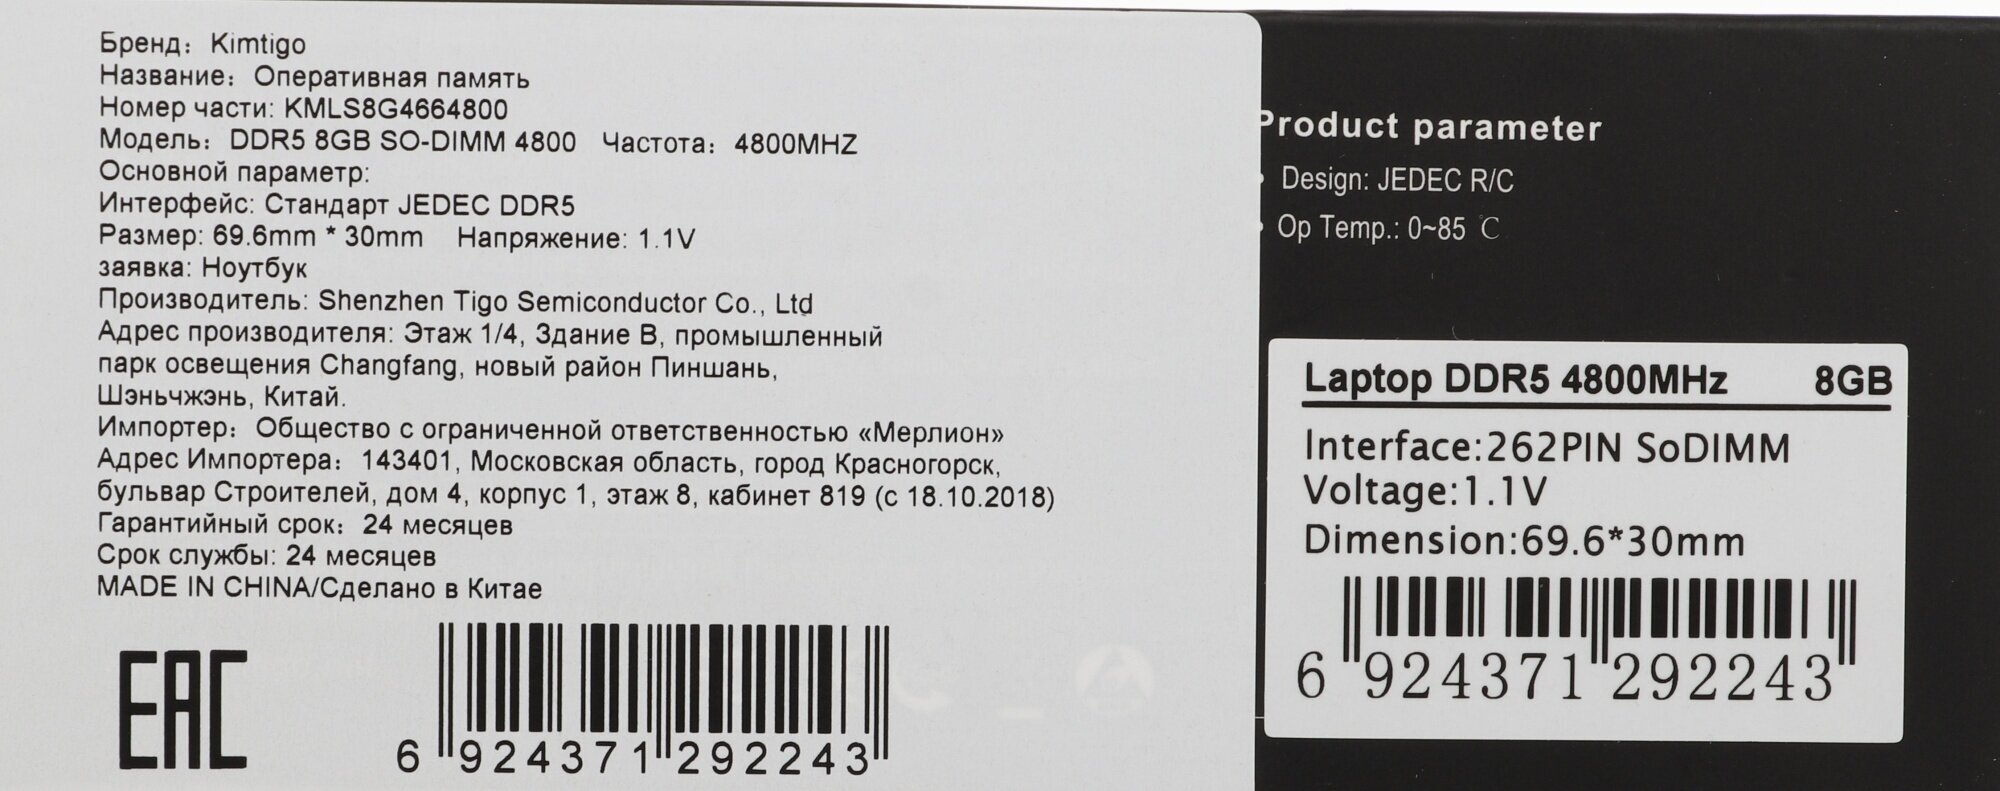 Бренд: Kimtigo
Название: Оперативная память
Номер части: KMLS8G4664800
Модель: DDR5 8GB SO-DIMM 4800 Частота: 4800MHZ
Основной параметр:
Интерфейс: Стандарт JEDEC DDR5
Размер: 69.6mm * 30mm Напряжение: 1.1V
заявка: Ноутбук
Производитель: Shenzhen Tigo Semiconductor Co., Ltd
Адрес производителя: Этаж 1/4, Здание В, промышленный
парк освещения Changfang, новый район Пиншань,
Шэньчжэнь, Китай.
Импортер: Общество с ограниченной ответственностью «Мерлион»
Адрес Импортера: 143401, Московская область, город Красногорск,
бульвар Строителей, дом 4, корпус 1, этаж 8, кабинет 819 (с 18.10.2018)
Гарантийный срок: 24 месяцев
Срок службы: 24 месяцев
MADE IN CHINA/Сделано в Китае
EAC
6 924371 292243
Product parameter
• Design: JEDEC R/C
• Op Temp.: 0~85 ℃
Laptop DDR5 4800MHz 8GB
Interface:262PIN SoDIMM
Voltage:1.1V
Dimension:69.6*30mm
6 924371 292243